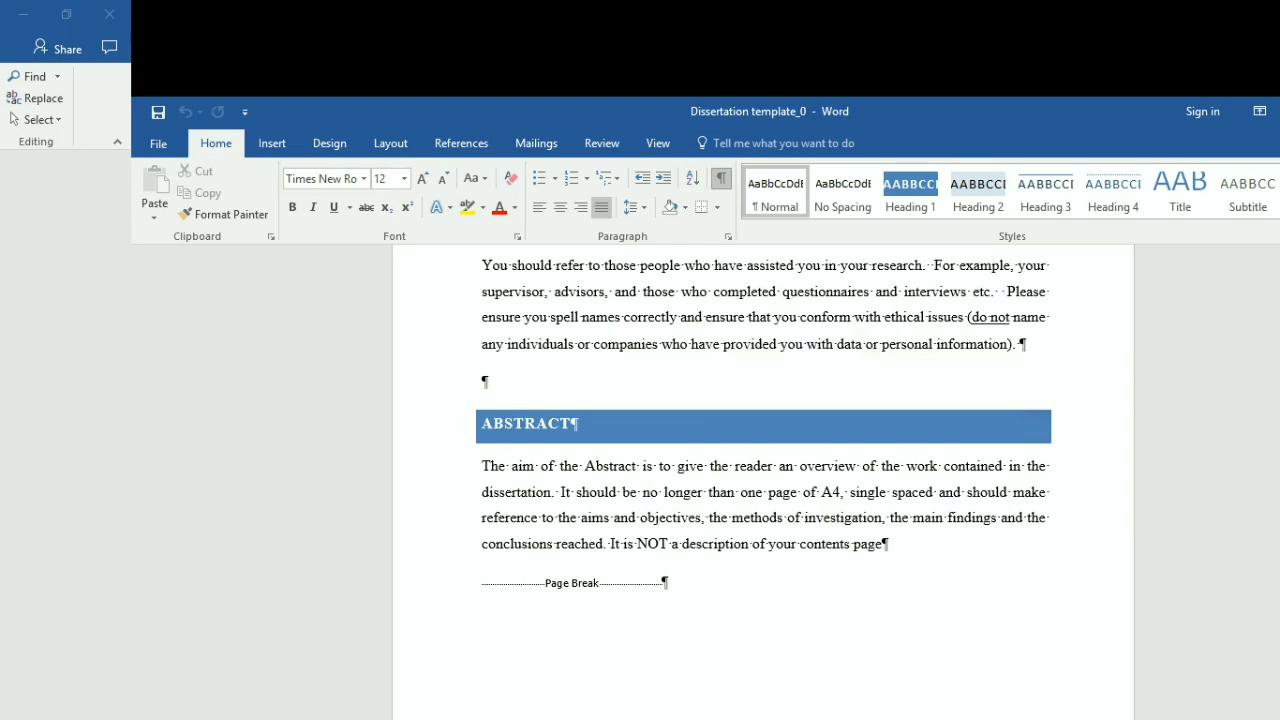 Share
Find
Replace
Select
Editing
Dissertation template_0 - Word
Sign in
File Home Insert Design Layout References Mailings Review View Tell me what you want to do
Paste
Cut
Copy
Format Painter
Clipboard
Times New Ro 12
Font
Paragraph
AaBbCcDdE AaBbCcDdE AABBCCI AABBCCI AABBCCI AABBCCI AAB AABBCC
¶ Normal No Spacing Heading 1 Heading 2 Heading 3 Heading 4 Title Subtitle
Styles
You should refer to those people who have assisted you in your research. For example, your
supervisor, advisors, and those who completed questionnaires and interviews etc. Please
ensure you spell names correctly and ensure that you conform with ethical issues (do not name
any individuals or companies who have provided you with data or personal information). ¶
¶
ABSTRACT¶
The aim of the Abstract is to give the reader an overview of the work contained in the
dissertation. It should be no longer than one page of A4, single spaced and should make
reference to the aims and objectives, the methods of investigation, the main findings and the
conclusions reached. It is NOT a description of your contents page¶
Page Break¶